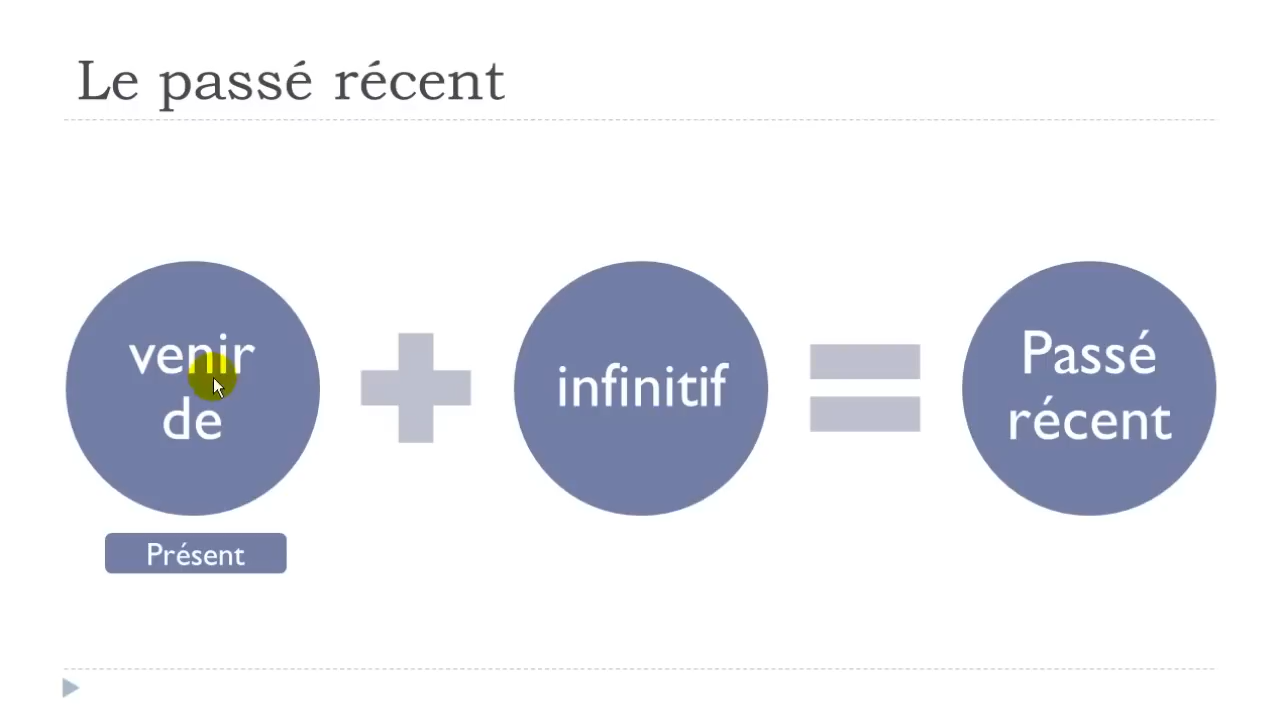 Le passé récent
venir
de
infinitif
Passé
récent
Présent